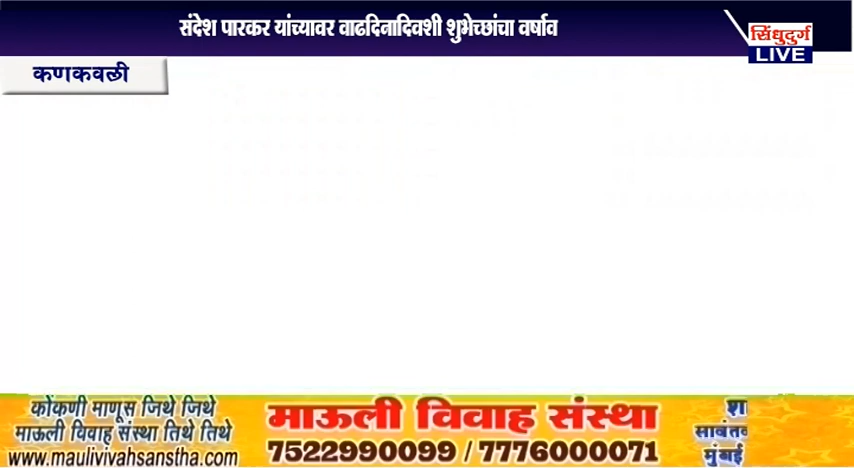 संदेश पारकर यांच्यावर वाढदिनादिवशी शुभेच्छांचा वर्षाव
सिंधुदुर्ग
LIVE
कणकवली
कोंकणी माणूस जिथे जिथे
माऊली विवाह संस्था तिथे तिथे
www.maulivivahsanstha.com
माऊली विवाह संस्था
7522990099 / 7776000071
मुंबई